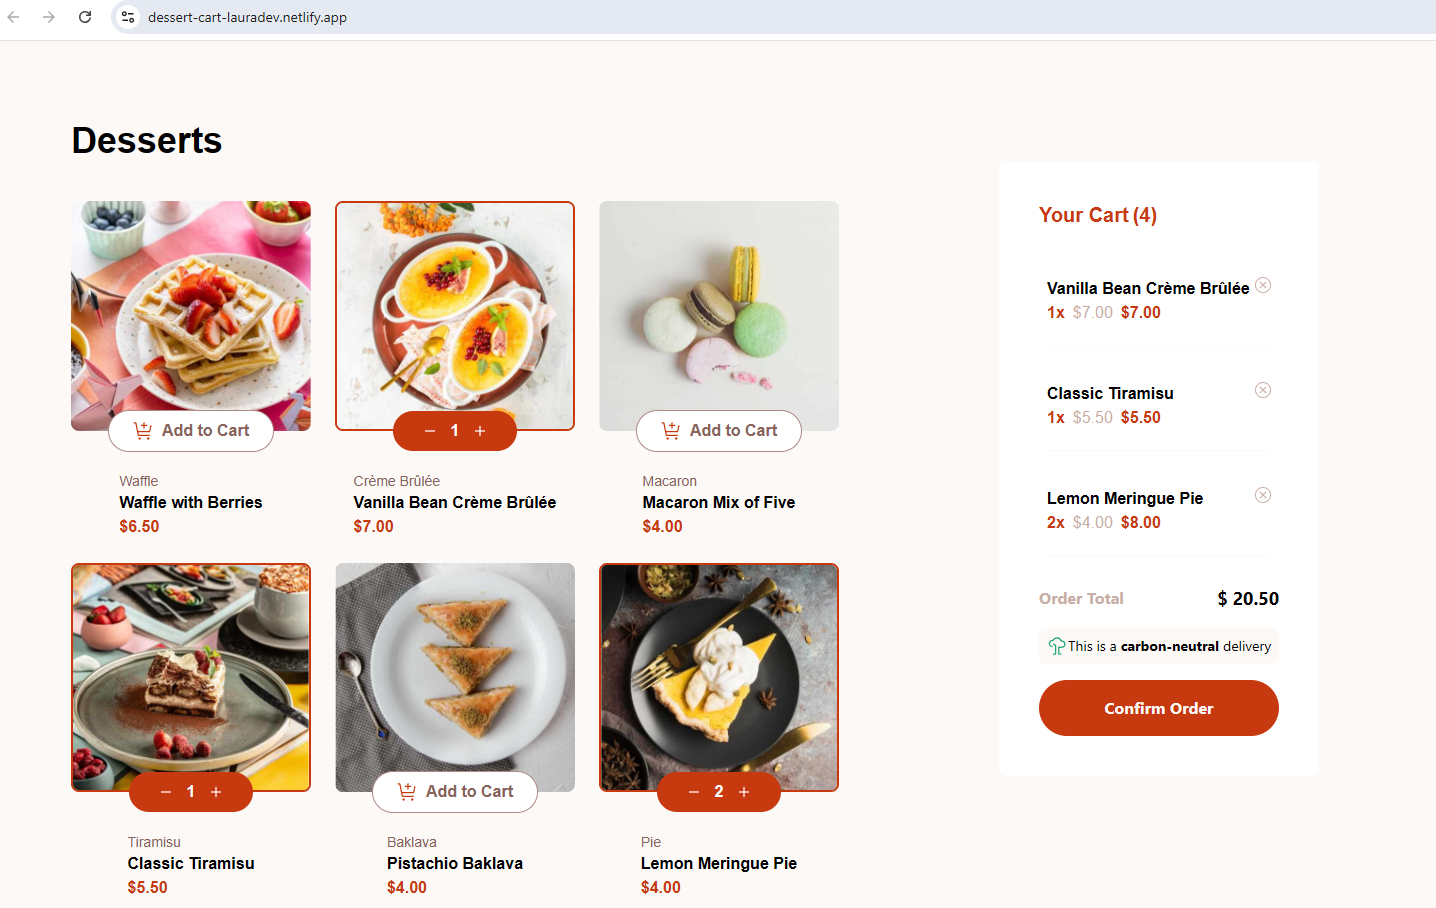 dessert-cart-lauradev.netlify.app
Desserts
Add to Cart
Waffle
Waffle with Berries
$6.50
1
Crème Brûlée
Vanilla Bean Crème Brûlée
$7.00
Add to Cart
Macaron
Macaron Mix of Five
$4.00
1
Tiramisu
Classic Tiramisu
$5.50
Add to Cart
Baklava
Pistachio Baklava
$4.00
2
Pie
Lemon Meringue Pie
$4.00
Your Cart (4)
Vanilla Bean Crème Brûlée
1x $7.00 $7.00
Classic Tiramisu
1x $5.50 $5.50
Lemon Meringue Pie
2x $4.00 $8.00
Order Total $ 20.50
This is a carbon-neutral delivery
Confirm Order